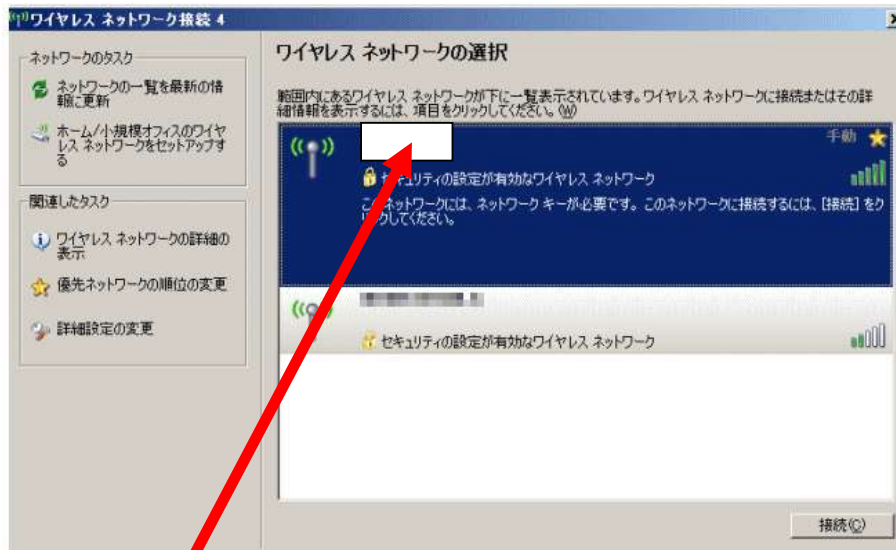 ワイヤレス ネットワーク接続 4
ネットワークのタスク
ネットワークの一覧を最新の情
報に更新
ホーム/小規模オフィスのワイヤ
レス ネットワークをセットアップす
る
関連したタスク
ワイヤレス ネットワークの詳細の
表示
優先ネットワークの順位の変更
詳細設定の変更
ワイヤレス ネットワークの選択
範囲内にあるワイヤレス ネットワークが下に一覧表示されています。ワイヤレス ネットワークに接続またはその詳
細情報を表示するには、項目をクリックしてください。(W)
手動
セキュリティの設定が有効なワイヤレス ネットワーク
このネットワークには、ネットワーク キーが必要です。このネットワークに接続するには、[接続] をク
リックしてください。
セキュリティの設定が有効なワイヤレス ネットワーク
接続(C)